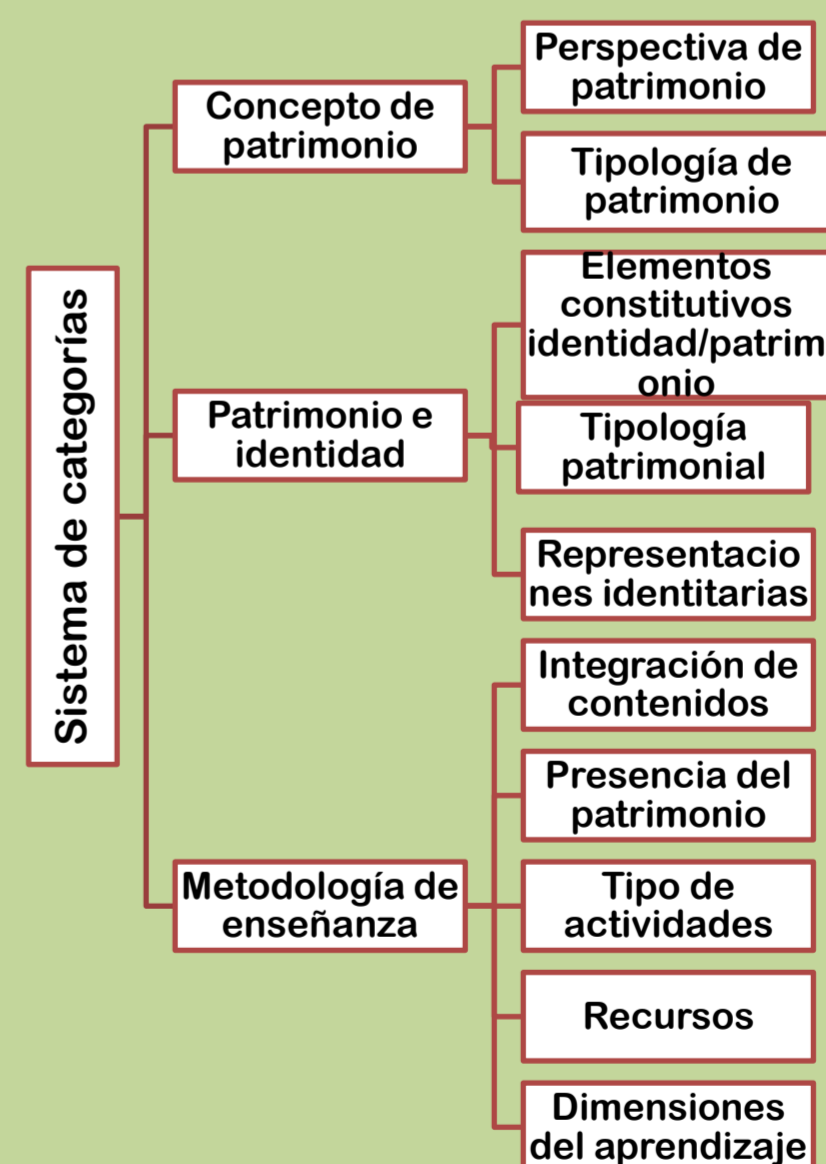 Sistema de categorías
Concepto de
patrimonio
Perspectiva de
patrimonio
Tipología de
patrimonio
Patrimonio e
identidad
Elementos
constitutivos
identidad/patrim
onio
Tipología
patrimonial
Representacio
nes identitarias
Metodología de
enseñanza
Integración de
contenidos
Presencia del
patrimonio
Tipo de
actividades
Recursos
Dimensiones
del aprendizaje